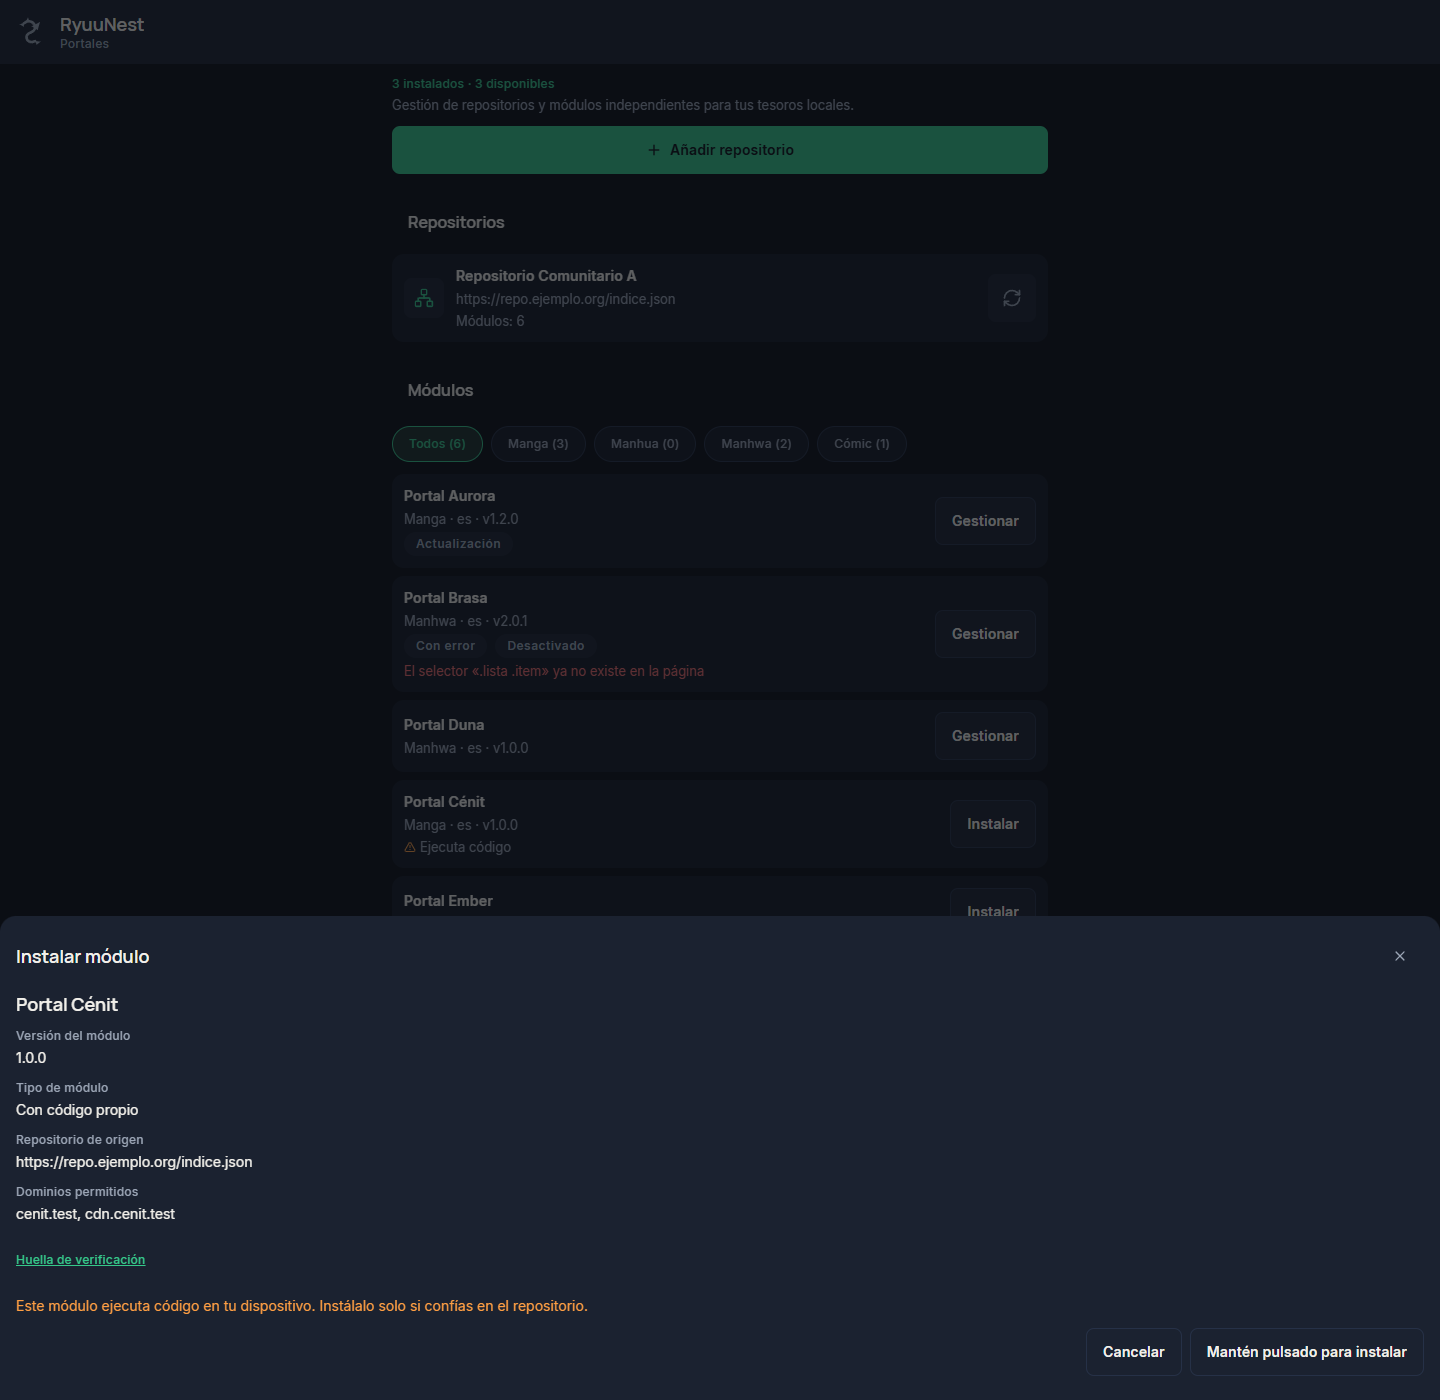 RyuuNest
Portales
3 instalados · 3 disponibles
Gestión de repositorios y módulos independientes para tus tesoros locales.
Añadir repositorio
Repositorios
Repositorio Comunitario A
https://repo.ejemplo.org/indice.json
Módulos: 6
Módulos
Todos (6) Manga (3) Manhua (0) Manhwa (2) Cómic (1)
Portal Aurora
Manga · es · v1.2.0
Actualización
Gestionar
Portal Brasa
Manhwa · es · v2.0.1
Con error Desactivado
El selector «.lista .item» ya no existe en la página
Gestionar
Portal Duna
Manhwa · es · v1.0.0
Gestionar
Portal Cénit
Manga · es · v1.0.0
Ejecuta código
Instalar
Portal Ember
Instalar
Instalar módulo
Portal Cénit
Versión del módulo
1.0.0
Tipo de módulo
Con código propio
Repositorio de origen
https://repo.ejemplo.org/indice.json
Dominios permitidos
cenit.test, cdn.cenit.test
Huella de verificación
Este módulo ejecuta código en tu dispositivo. Instálalo solo si confías en el repositorio.
Cancelar Mantén pulsado para instalar